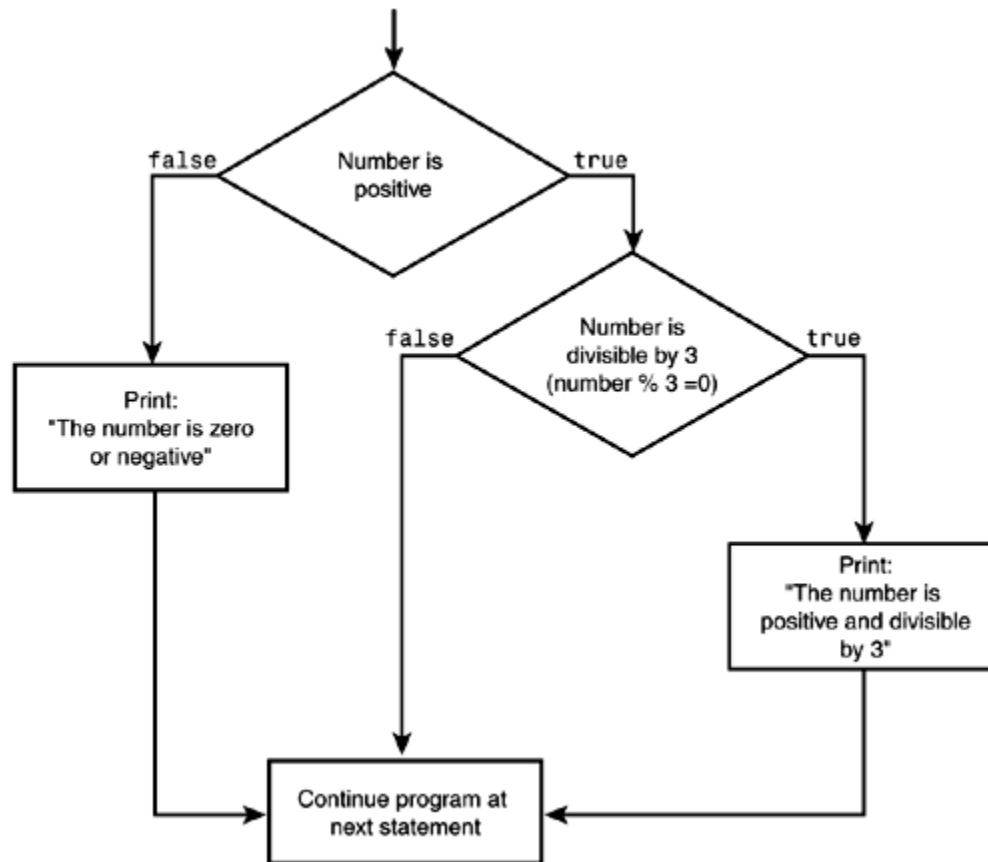 Number is
positive
false
true
Number is
divisible by 3
(number % 3 =0)
false
true
Print:
"The number is zero
or negative"
Print:
"The number is
positive and divisible
by 3"
Continue program at
next statement